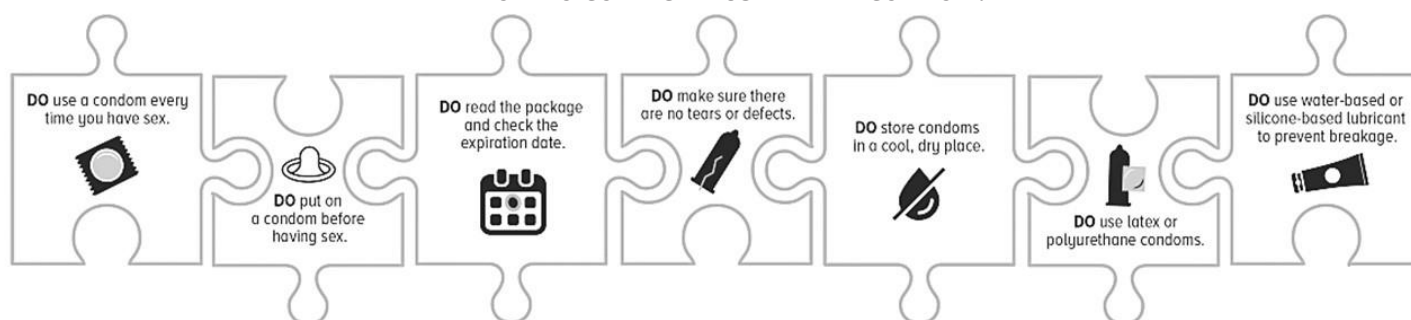 DO use a condom every
time you have sex.
DO put on
a condom before
having sex.
DO read the package
and check the
expiration date.
DO make sure there
are no tears or defects.
DO store condoms
in a cool, dry place.
DO use latex or
polyurethane condoms.
DO use water-based or
silicone-based lubricant
to prevent breakage.